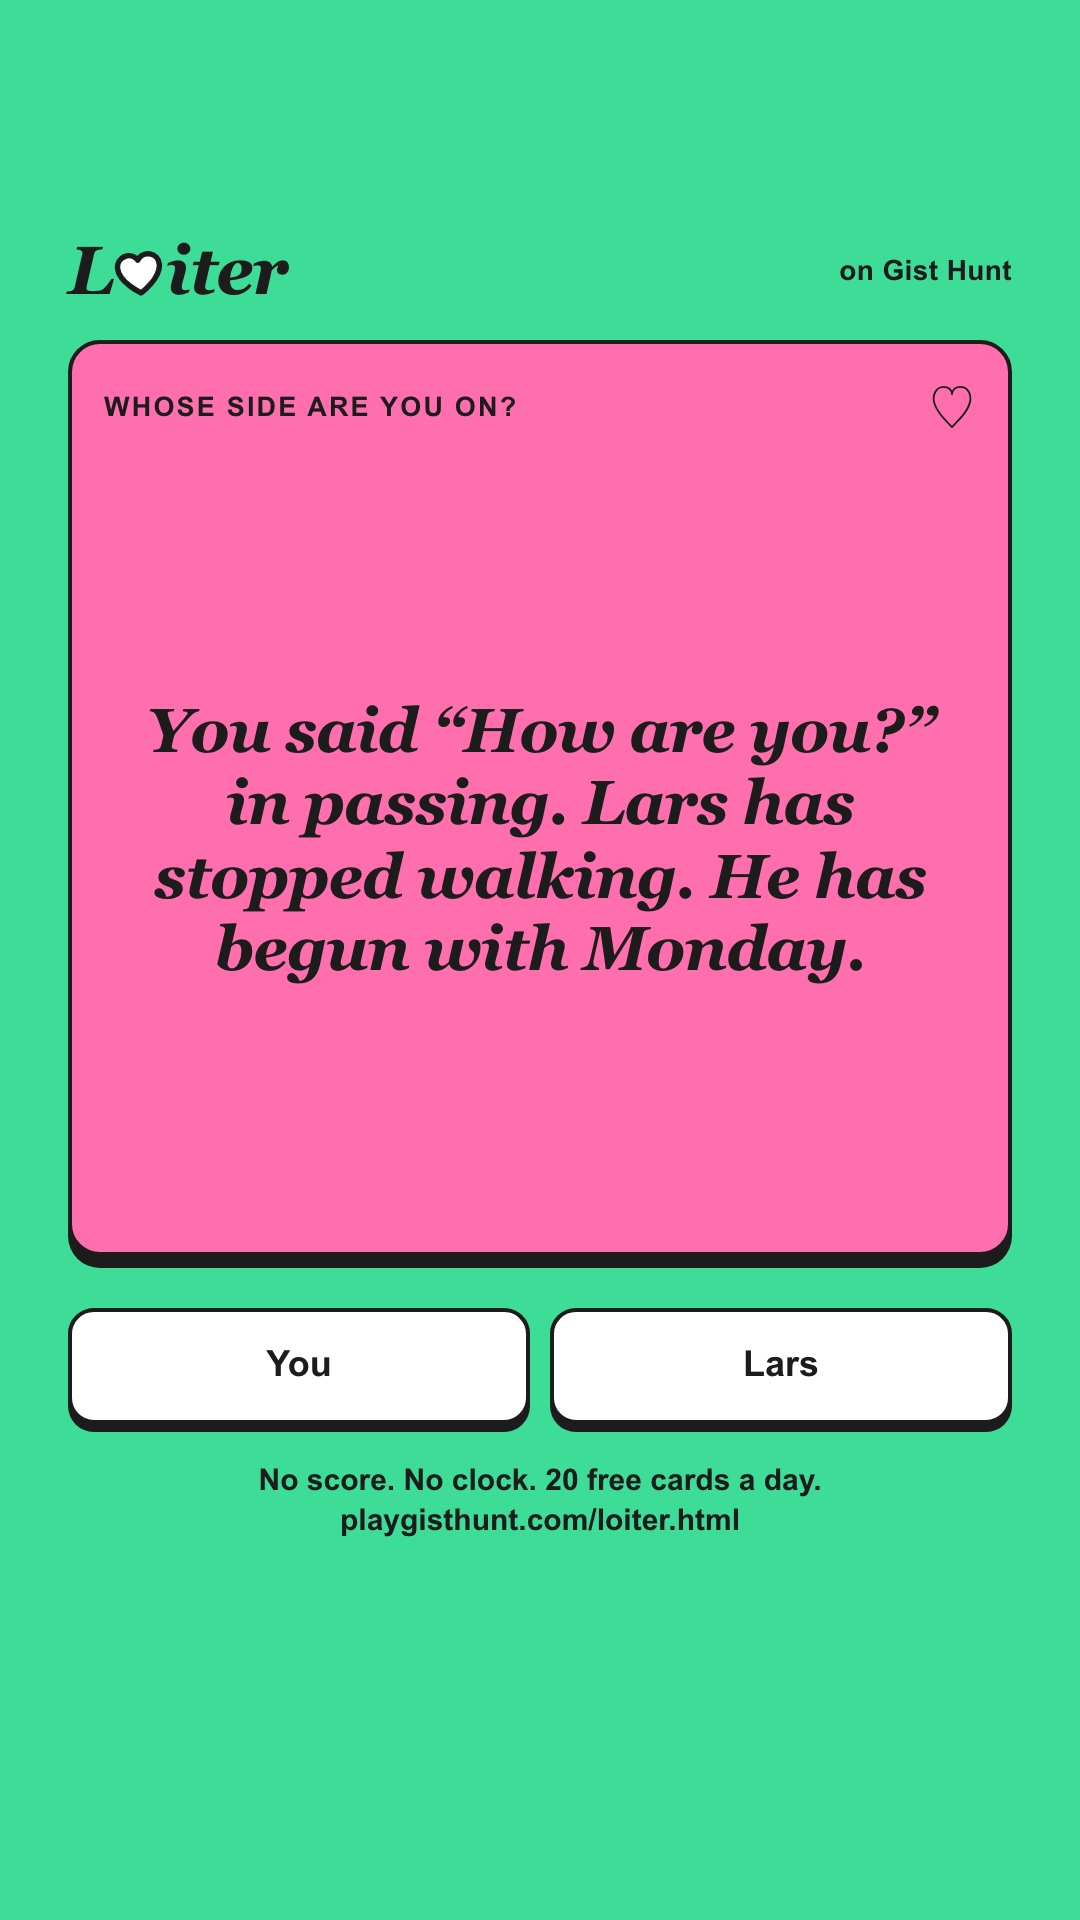 Loiter
on Gist Hunt
WHOSE SIDE ARE YOU ON?
You said “How are you?”
in passing. Lars has
stopped walking. He has
begun with Monday.
You
Lars
No score. No clock. 20 free cards a day.
playgisthunt.com/loiter.html